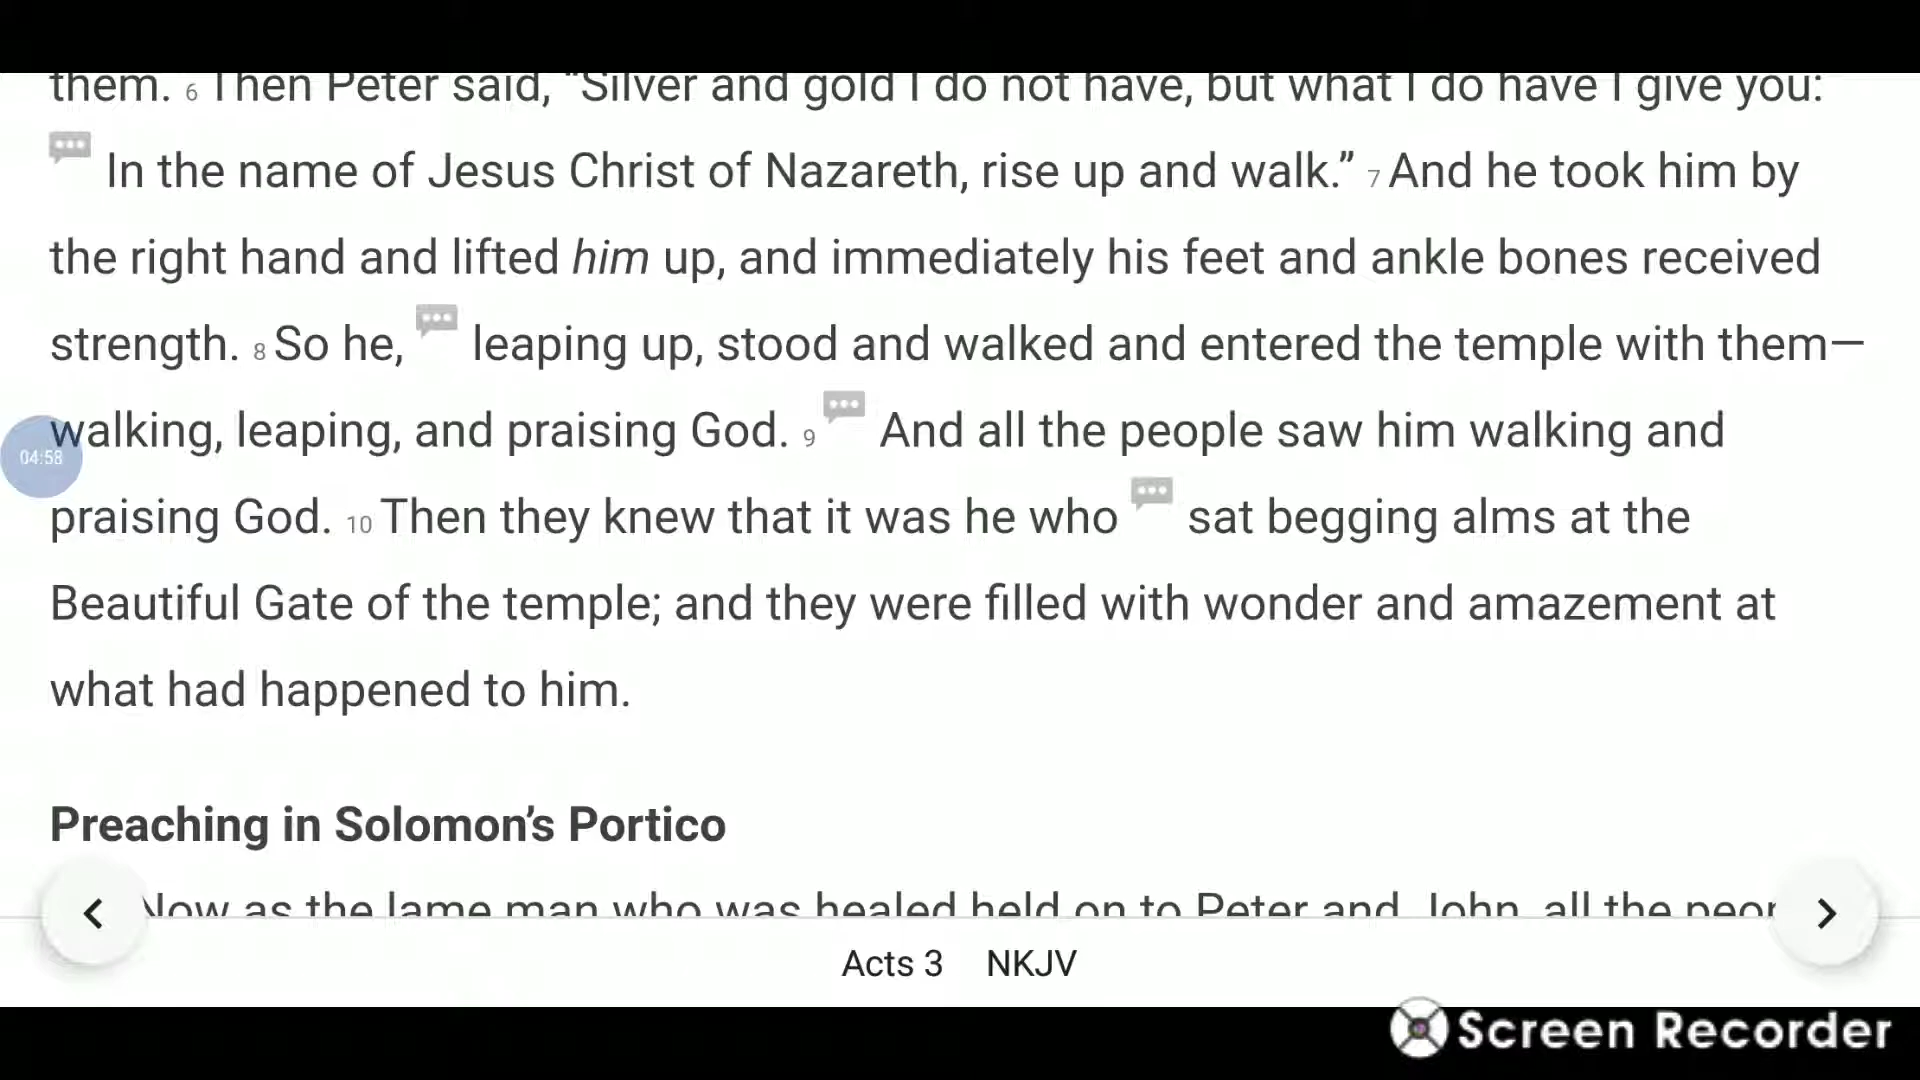 them. 6 Then Peter said, “Silver and gold I do not have, but what I do have I give you:
In the name of Jesus Christ of Nazareth, rise up and walk.” 7 And he took him by
the right hand and lifted him up, and immediately his feet and ankle bones received
strength. 8 So he, leaping up, stood and walked and entered the temple with them—
walking, leaping, and praising God. 9 And all the people saw him walking and
04:58
praising God. 10 Then they knew that it was he who sat begging alms at the
Beautiful Gate of the temple; and they were filled with wonder and amazement at
what had happened to him.
Preaching in Solomon’s Portico
Now as the lame man who was healed held on to Peter and John, all the
Acts 3 NKJV
Screen Recorder